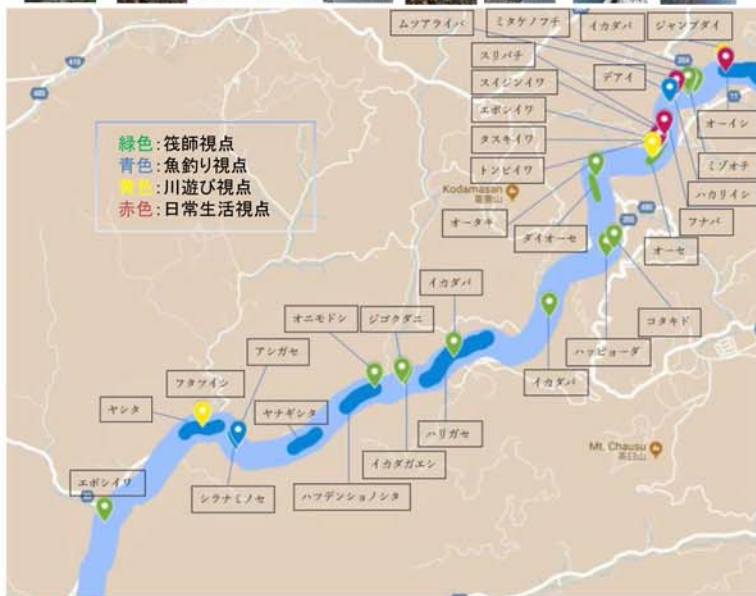 ムツアライバ
ミタケノフチ
イカダバ
ジャンプダイ
スリバチ
スイジンイワ
エボシイワ
タスキイワ
トンビイワ
デアイ
オーイシ
ミゾオチ
ハカリイシ
フナバ
オーセ
緑色：筏師視点
青色：魚釣り視点
黄色：川遊び視点
赤色：日常生活視点
Kodamasan
オータキ
ダイオーセ
コタキド
ハッピョーダ
イカダバ
イカダバ
オニモドシ
ジゴクダニ
アシガセ
フタツイシ
ヤシタ
ヤナギシタ
ハリガセ
イカダガエシ
ハツデンショノシタ
シラナミノセ
エボシイワ
Mt. Chausu
茶臼山